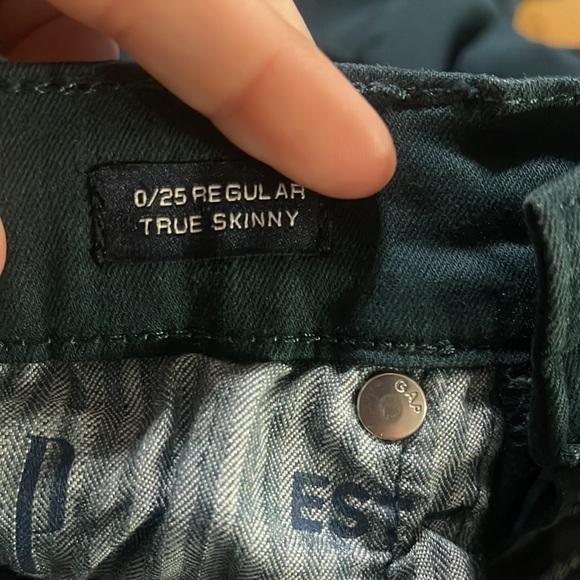 0/25 REGULAR
TRUE SKINNY
GAP
EST